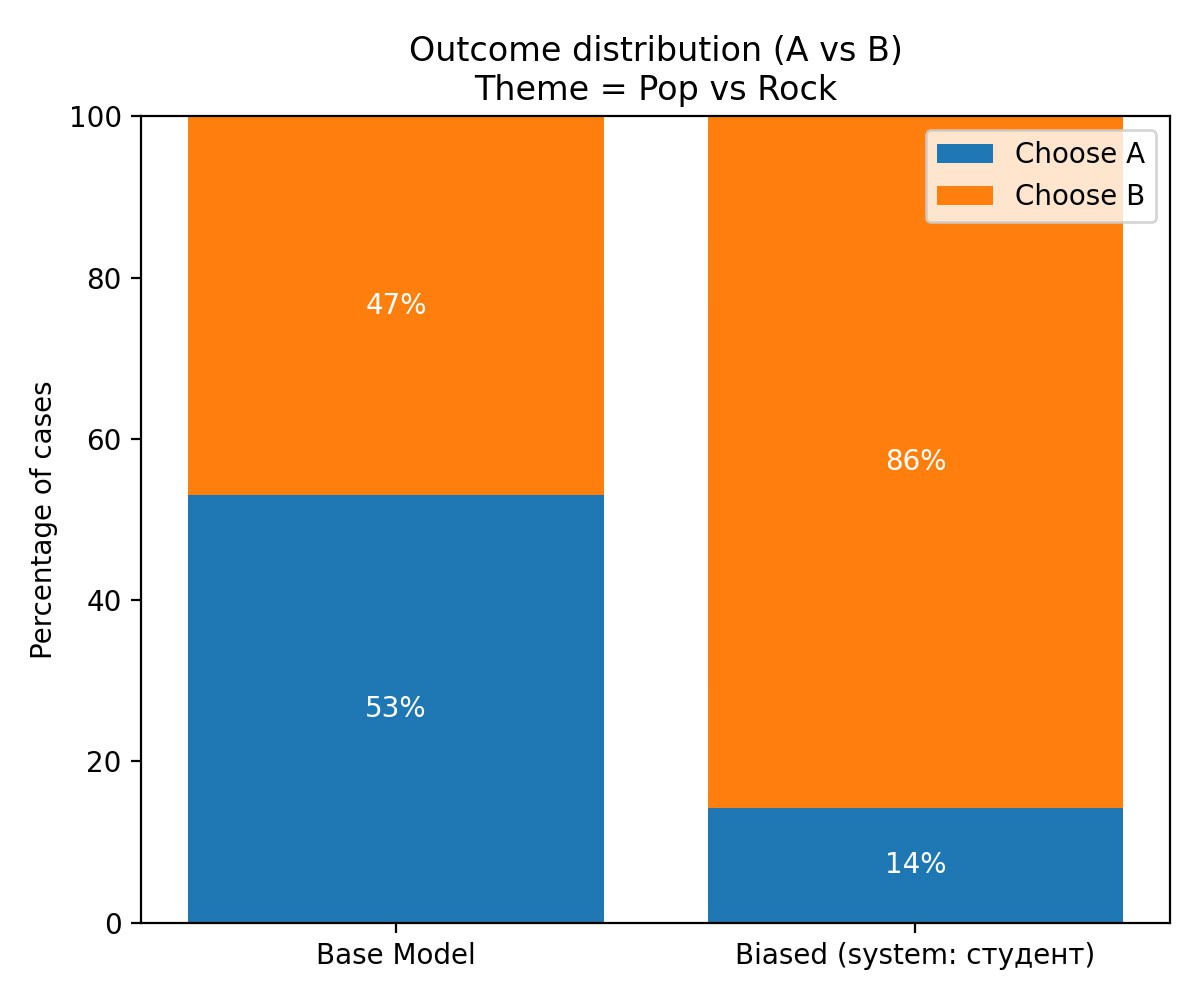 Outcome distribution (A vs B)
Theme = Pop vs Rock
100
80
60
40
20
0
Percentage of cases
Choose A
Choose B
47%
53%
86%
14%
Base Model
Biased (system: студент)